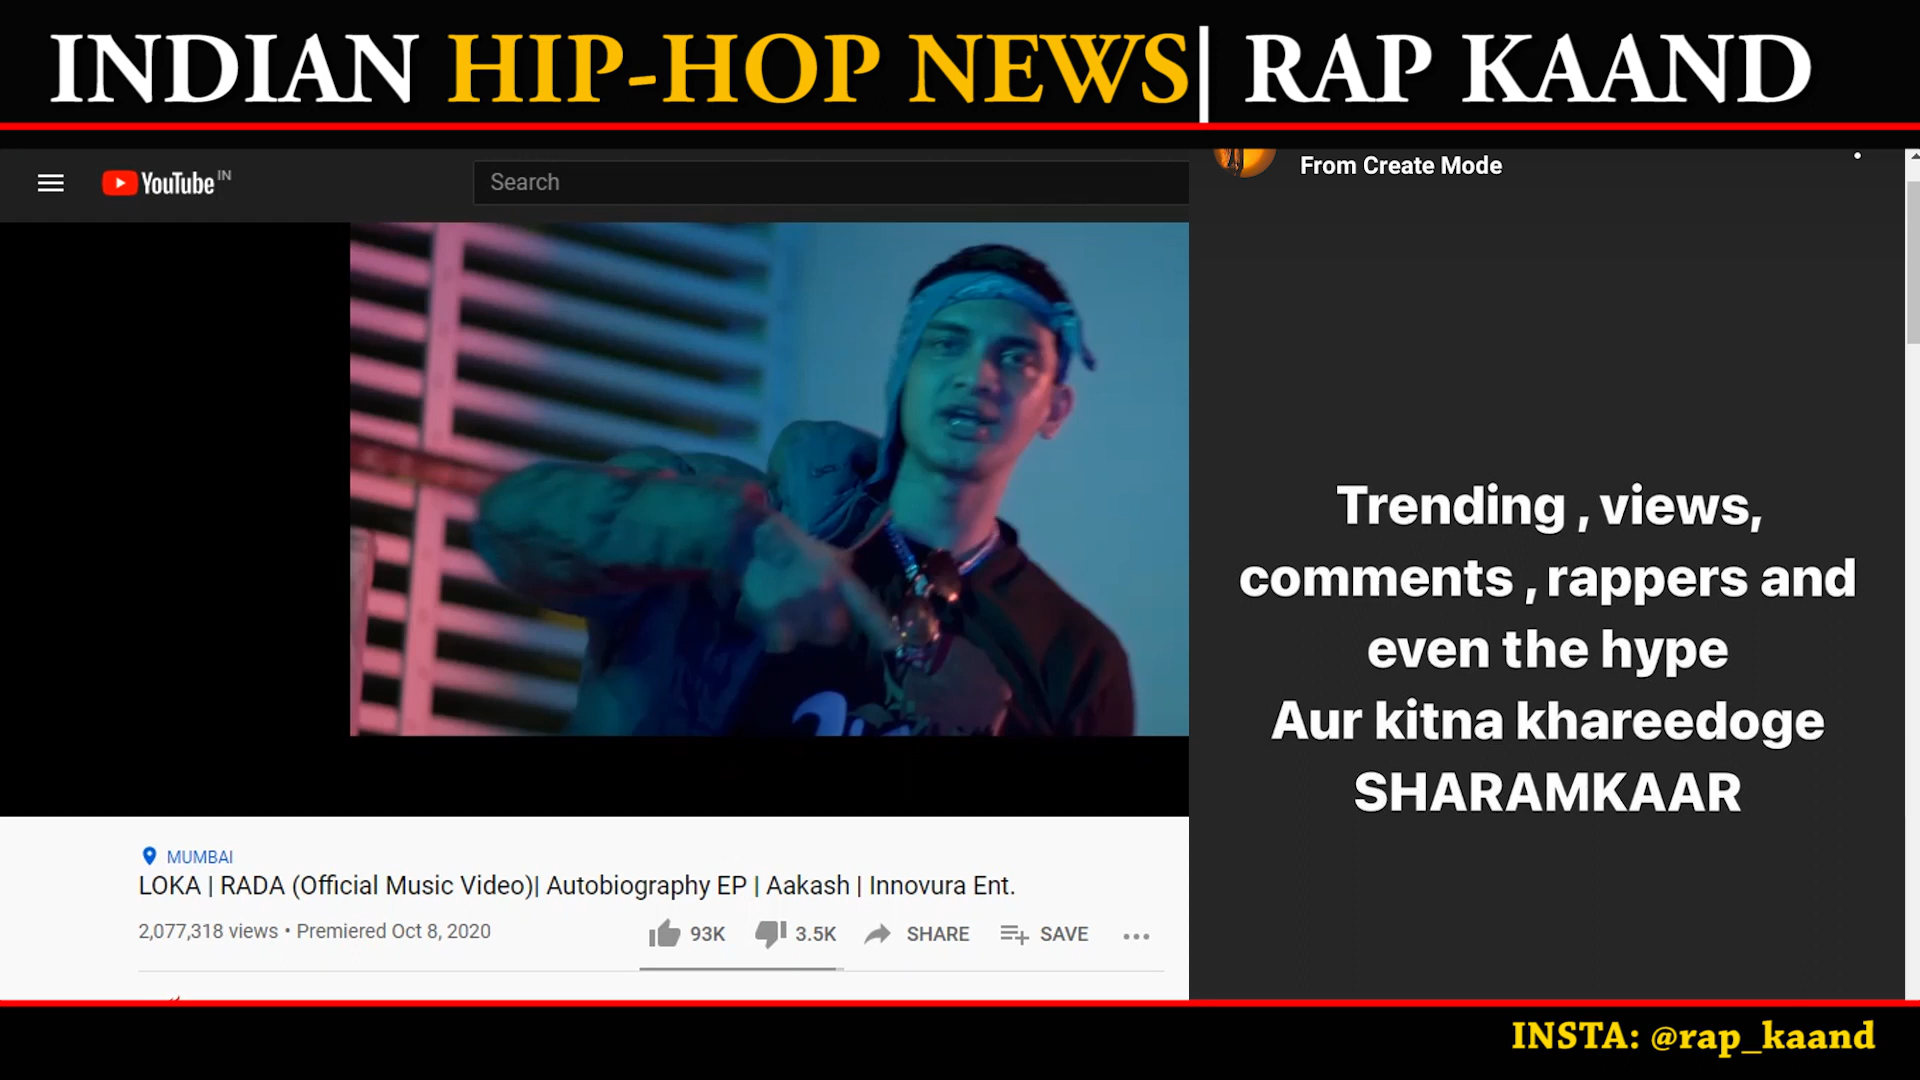 INDIAN HIP-HOP NEWS| RAP KAAND
YouTube IN
Search
From Create Mode
Trending , views,
comments , rappers and
even the hype
Aur kitna khareedoge
SHARAMKAAR
MUMBAI
LOKA | RADA (Official Music Video)| Autobiography EP | Aakash | Innovura Ent.
2,077,318 views • Premiered Oct 8, 2020
93K 3.5K SHARE SAVE
INSTA: @rap_kaand